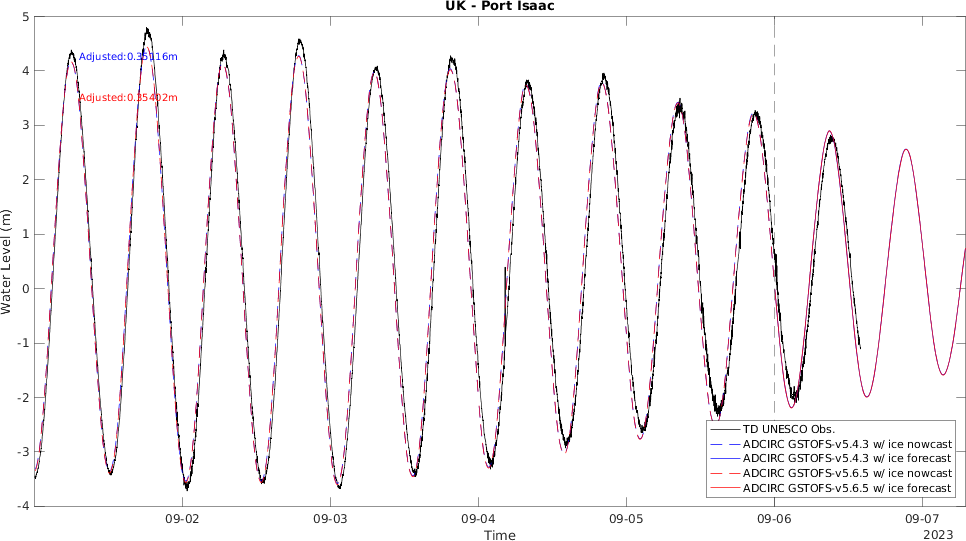 UK - Port Isaac
5
4
3
2
1
0
-1
-2
-3
-4
Water Level (m)
Adjusted:0.35116m
Adjusted:0.35402m
TD UNESCO Obs.
ADCIRC GSTOFS-v5.4.3 w/ ice nowcast
ADCIRC GSTOFS-v5.4.3 w/ ice forecast
ADCIRC GSTOFS-v5.6.5 w/ ice nowcast
ADCIRC GSTOFS-v5.6.5 w/ ice forecast
09-02 09-03 09-04 09-05 09-06 09-07
Time
2023